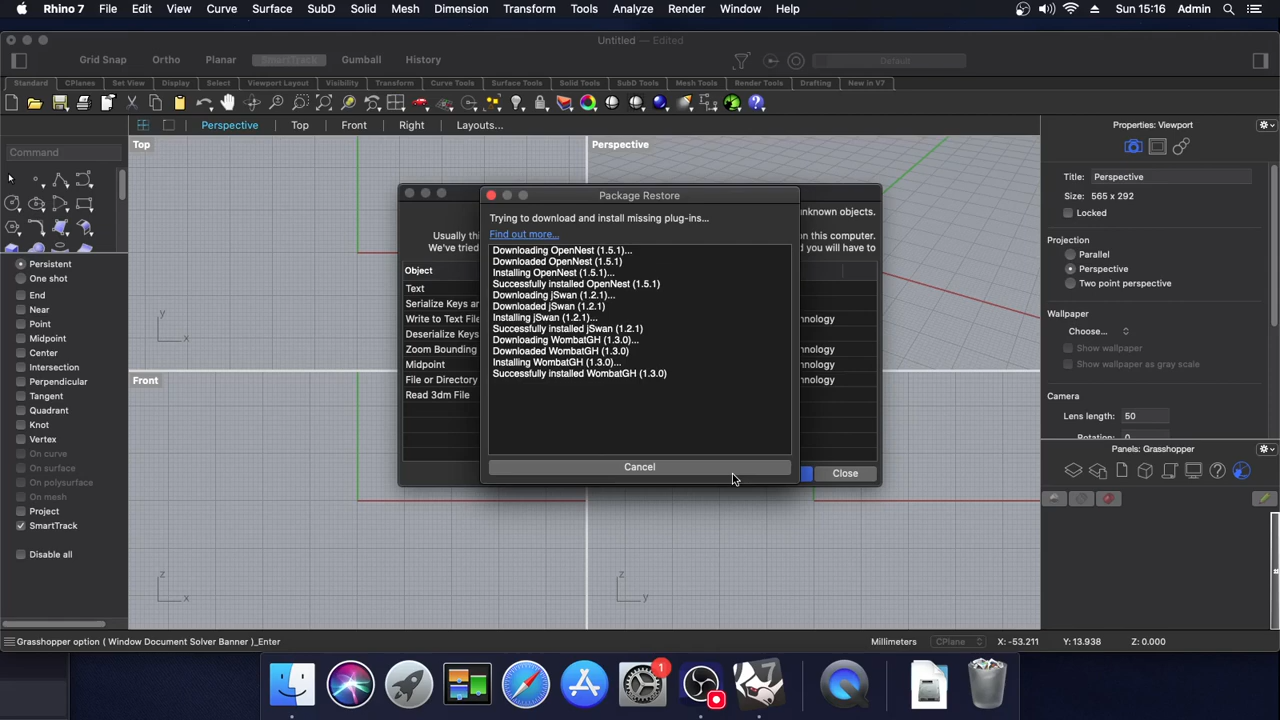 Rhino 7 File Edit View Curve Surface SubD Solid Mesh Dimension Transform Tools Analyze Render Window Help Sun 15:16 Admin
Untitled — Edited
Grid Snap Ortho Planar SmartTrack Gumball History Default
Standard CPlanes Set View Display Select Viewport Layout Visibility Transform Curve Tools Surface Tools Solid Tools SubD Tools Mesh Tools Render Tools Drafting New in V7
Perspective Top Front Right Layouts...
Command
Persistent
One shot
End
Near
Point
Midpoint
Center
Intersection
Perpendicular
Tangent
Quadrant
Knot
Vertex
On curve
On surface
On polysurface
On mesh
Project
SmartTrack
Disable all
Top
Perspective
Front
z
x
y
x
z
y
unknown objects.
Usually thi
on this computer.
We've tried
d you will have to
Object
Text
Serialize Keys an
Write to Text File
nology
Deserialize Keys
Zoom Bounding
nology
Midpoint
nology
File or Directory
nology
Read 3dm File
Close
Package Restore
Trying to download and install missing plug-ins...
Find out more...
Downloading OpenNest (1.5.1)...
Downloaded OpenNest (1.5.1)
Installing OpenNest (1.5.1)...
Successfully installed OpenNest (1.5.1)
Downloading jSwan (1.2.1)...
Downloaded jSwan (1.2.1)
Installing jSwan (1.2.1)...
Successfully installed jSwan (1.2.1)
Downloading WombatGH (1.3.0)...
Downloaded WombatGH (1.3.0)
Installing WombatGH (1.3.0)...
Successfully installed WombatGH (1.3.0)
Cancel
Properties: Viewport
Title: Perspective
Size: 565 x 292
Locked
Projection
Parallel
Perspective
Two point perspective
Wallpaper
Choose...
Show wallpaper
Show wallpaper as gray scale
Camera
Lens length: 50
Rotation: 0
Panels: Grasshopper
Grasshopper option ( Window Document Solver Banner )_Enter Millimeters CPlane X: -53.211 Y: 13.938 Z: 0.000
1